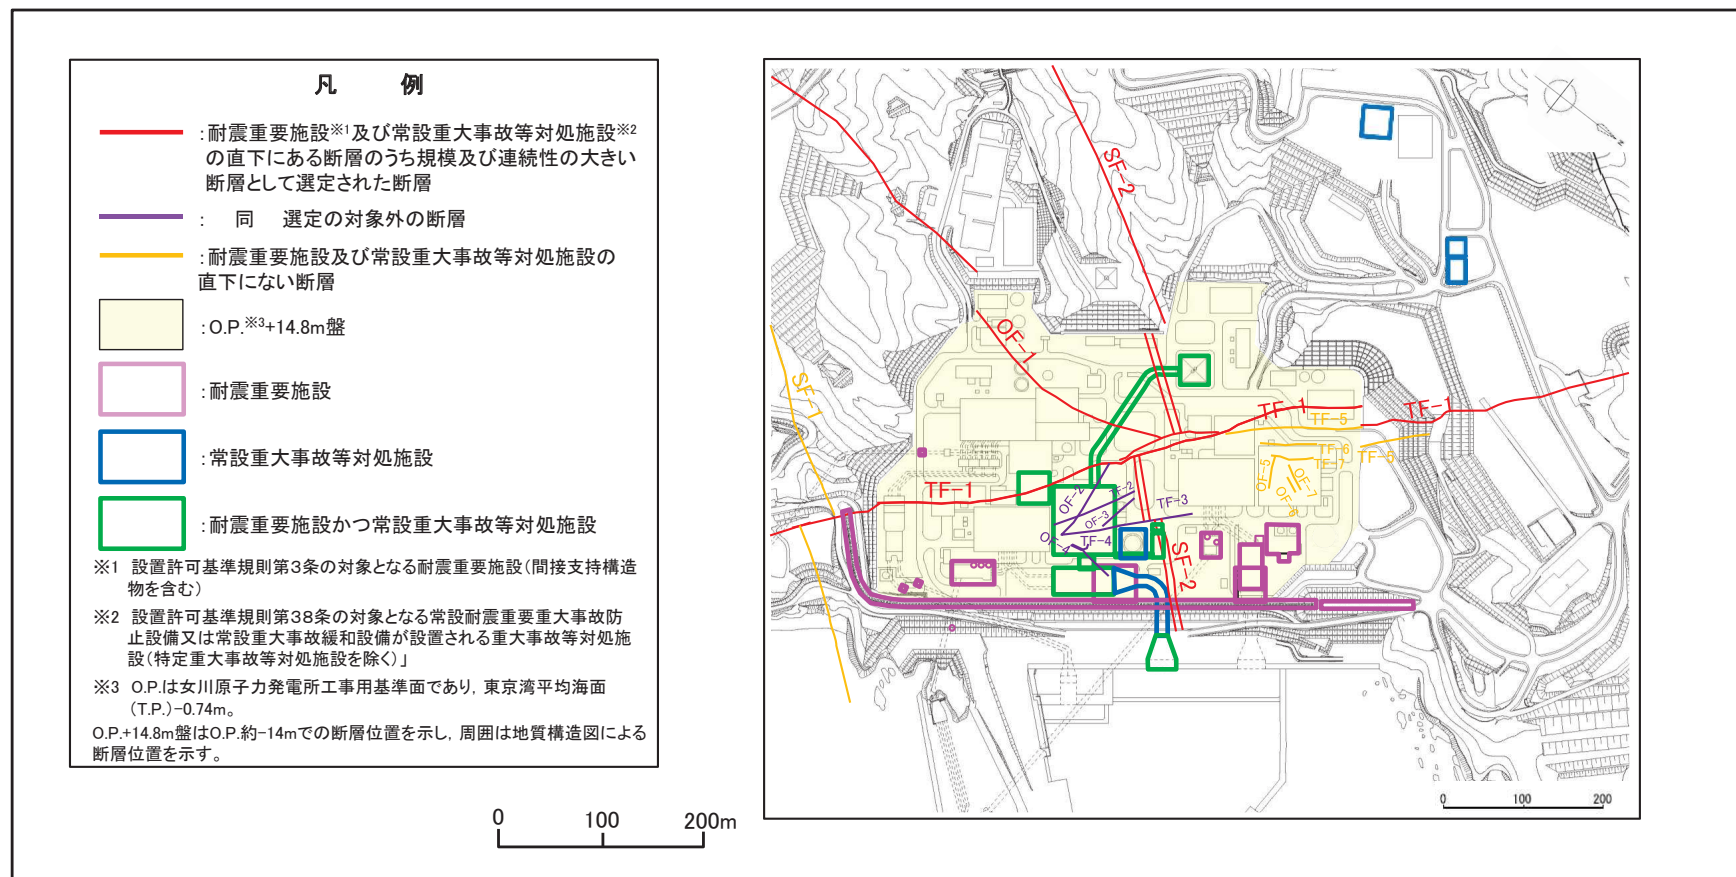 凡 例
:耐震重要施設※1及び常設重大事故等対処施設※2
の直下にある断層のうち規模及び連続性の大きい
断層として選定された断層
: 同 選定の対象外の断層
:耐震重要施設及び常設重大事故等対処施設の
直下にない断層
:O.P.※3+14.8m盤
:耐震重要施設
:常設重大事故等対処施設
:耐震重要施設かつ常設重大事故等対処施設
※1 設置許可基準規則第3条の対象となる耐震重要施設(間接支持構造
物を含む)
※2 設置許可基準規則第38条の対象となる常設耐震重要重大事故防
止設備又は常設重大事故緩和設備が設置される重大事故等対処施
設(特定重大事故等対処施設を除く)」
※3 O.P.は女川原子力発電所工事用基準面であり, 東京湾平均海面
(T.P.)-0.74m。
O.P.+14.8m盤はO.P.約-14mでの断層位置を示し, 周囲は地質構造図による
断層位置を示す。
0 100 200m
SF-2
OF-1
SF-1
TF-1
TF-1
TF-5
TF-6
TF-7
TF-5
OF-5
OF-7
OF-6
TF-1
OF-2
TF-2
OF-3
TF-3
OF-4
TF-4
SF-2
N
0 100 200